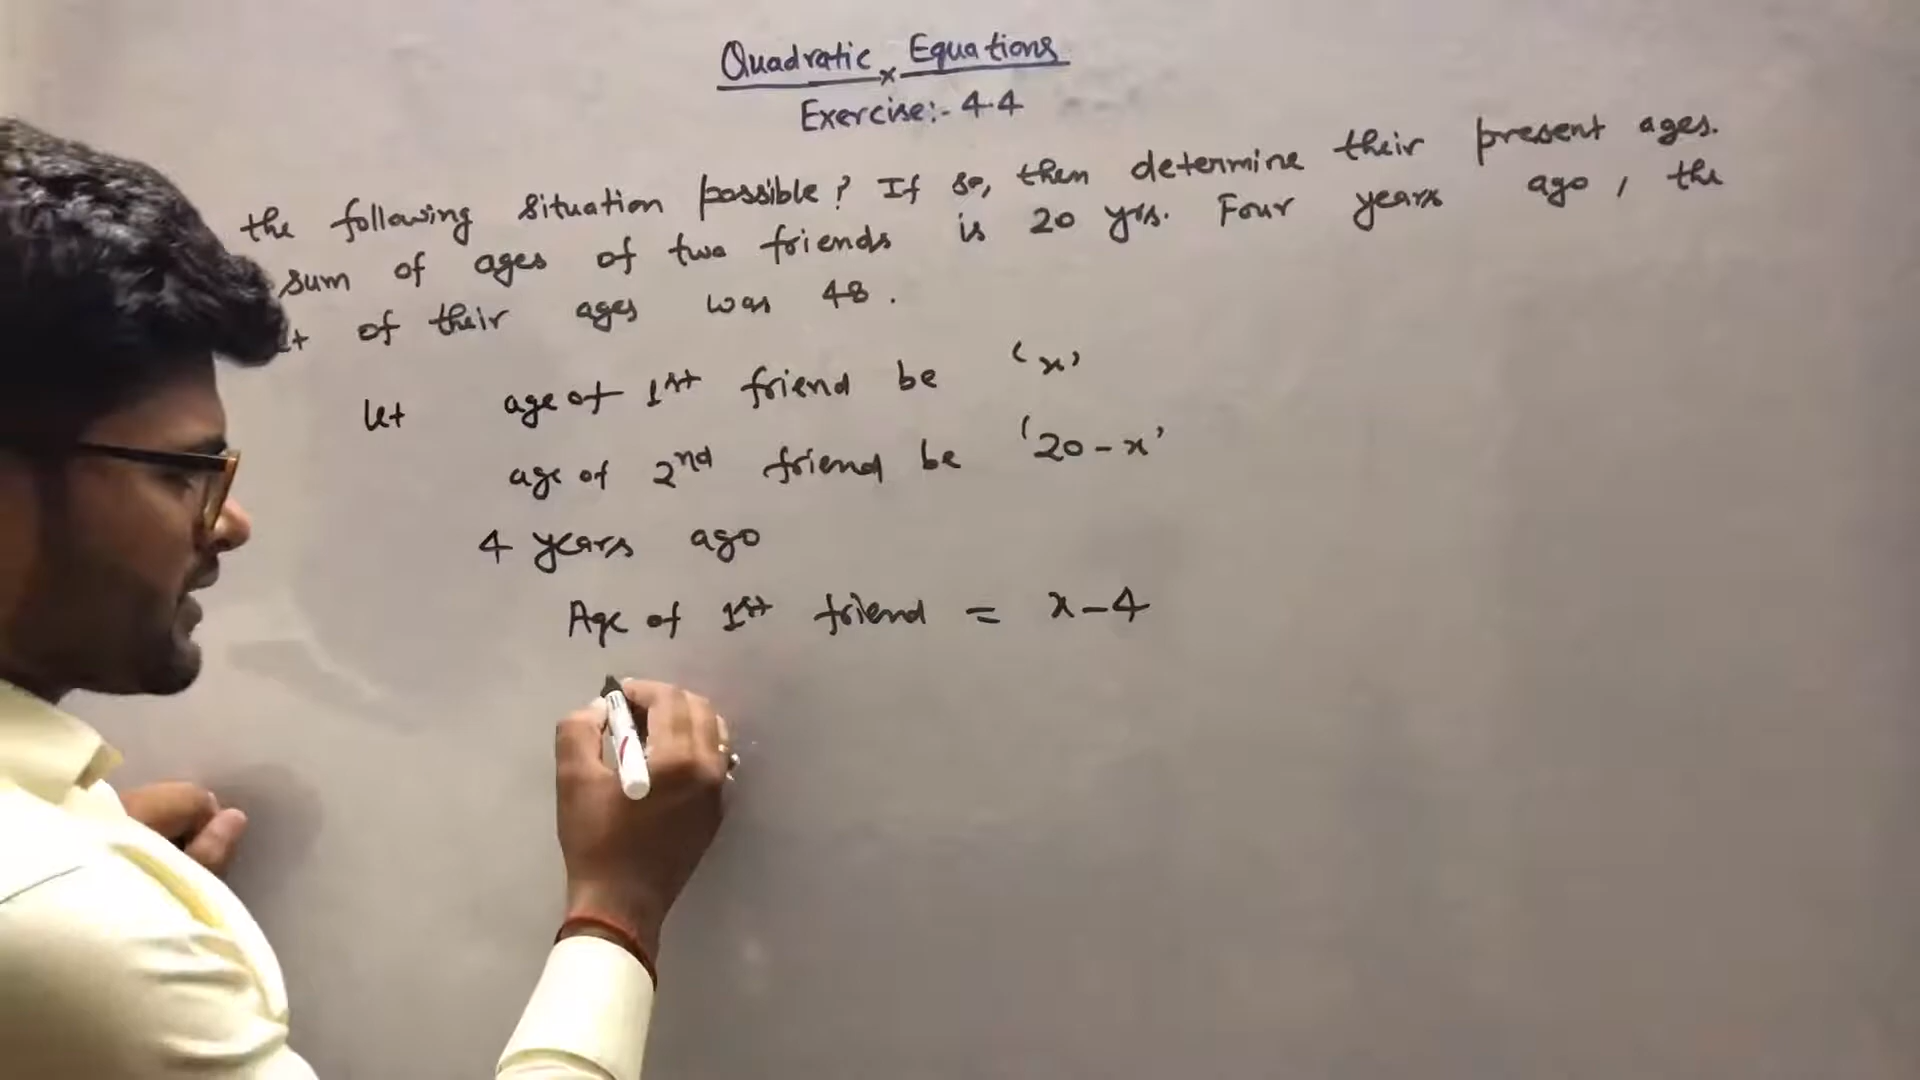 Quadratic Equations
Exercise:- 4.4
the following situation possible? If so, then determine their present ages.
sum of ages of two friends is 20 yrs. Four years ago, the
of their ages was 48.
Let age of 1st friend be 'x'
age of 2nd friend be '20-x'
4 years ago
Age of 1st friend = x-4